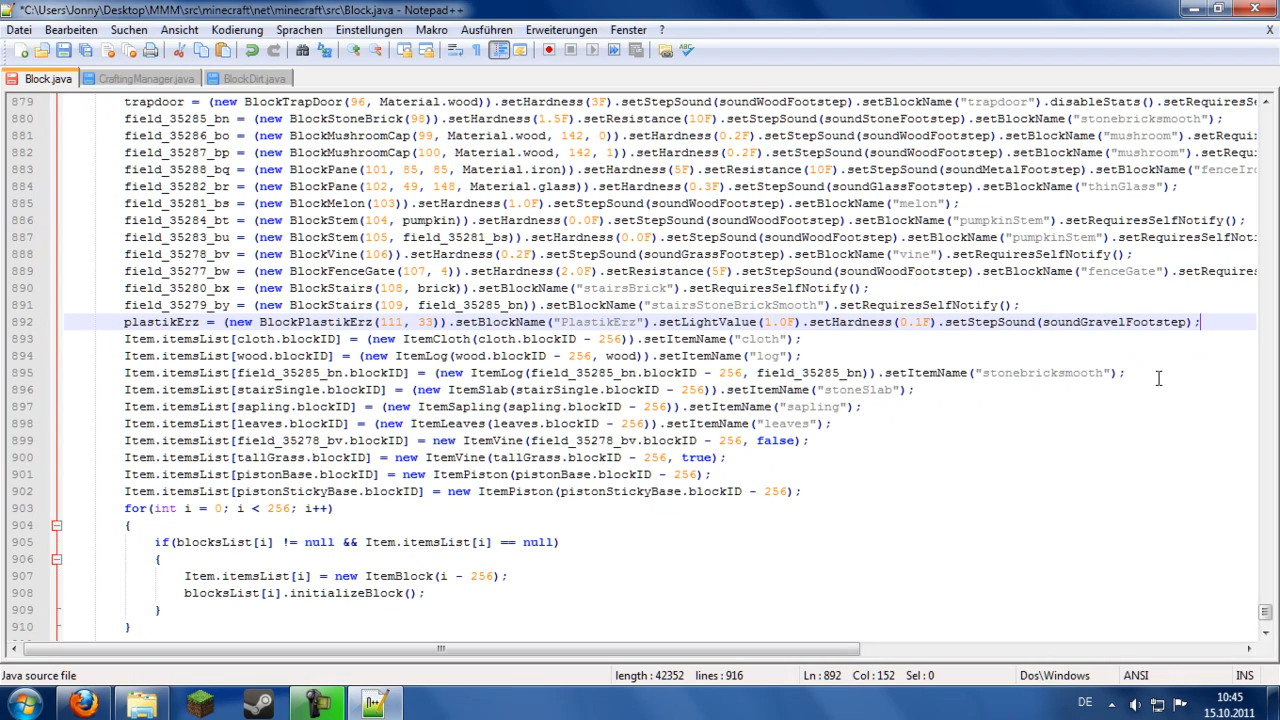 *C:\Users\Jonny\Desktop\MMM\src\minecraft\net\minecraft\src\Block.java - Notepad++
Datei Bearbeiten Suchen Ansicht Kodierung Sprachen Einstellungen Makro Ausführen Erweiterungen Fenster ? X
Block.java CraftingManager.java BlockDirt.java
879 trapdoor = (new BlockTrapDoor(96, Material.wood)).setHardness(3F).setStepSound(soundWoodFootstep).setBlockName("trapdoor").disableStats().setRequiresSe
880 field_35285_bn = (new BlockStoneBrick(98)).setHardness(1.5F).setResistance(10F).setStepSound(soundStoneFootstep).setBlockName("stonebricksmooth");
881 field_35286_bo = (new BlockMushroomCap(99, Material.wood, 142, 0)).setHardness(0.2F).setStepSound(soundWoodFootstep).setBlockName("mushroom").setRequi
882 field_35287_bp = (new BlockMushroomCap(100, Material.wood, 142, 1)).setHardness(0.2F).setStepSound(soundWoodFootstep).setBlockName("mushroom").setRequ
883 field_35288_bq = (new BlockPane(101, 85, 85, Material.iron)).setHardness(5F).setResistance(10F).setStepSound(soundMetalFootstep).setBlockName("fenceIro
884 field_35282_br = (new BlockPane(102, 49, 148, Material.glass)).setHardness(0.3F).setStepSound(soundGlassFootstep).setBlockName("thinGlass");
885 field_35281_bs = (new BlockMelon(103)).setHardness(1.0F).setStepSound(soundWoodFootstep).setBlockName("melon");
886 field_35284_bt = (new BlockStem(104, pumpkin)).setHardness(0.0F).setStepSound(soundWoodFootstep).setBlockName("pumpkinStem").setRequiresSelfNotify();
887 field_35283_bu = (new BlockStem(105, field_35281_bs)).setHardness(0.0F).setStepSound(soundWoodFootstep).setBlockName("pumpkinStem").setRequiresSelfNoti
888 field_35278_bv = (new BlockVine(106)).setHardness(0.2F).setStepSound(soundGrassFootstep).setBlockName("vine").setRequiresSelfNotify();
889 field_35277_bw = (new BlockFenceGate(107, 4)).setHardness(2.0F).setResistance(5F).setStepSound(soundWoodFootstep).setBlockName("fenceGate").setRequires
890 field_35280_bx = (new BlockStairs(108, brick)).setBlockName("stairsBrick").setRequiresSelfNotify();
891 field_35279_by = (new BlockStairs(109, field_35285_bn)).setBlockName("stairsStoneBrickSmooth").setRequiresSelfNotify();
892 plastikErz = (new BlockPlastikErz(111, 33)).setBlockName("PlastikErz").setLightValue(1.0F).setHardness(0.1F).setStepSound(soundGravelFootstep);
893 Item.itemsList[cloth.blockID] = (new ItemCloth(cloth.blockID - 256)).setItemName("cloth");
894 Item.itemsList[wood.blockID] = (new ItemLog(wood.blockID - 256, wood)).setItemName("log");
895 Item.itemsList[field_35285_bn.blockID] = (new ItemLog(field_35285_bn.blockID - 256, field_35285_bn)).setItemName("stonebricksmooth");
896 Item.itemsList[stairSingle.blockID] = (new ItemSlab(stairSingle.blockID - 256)).setItemName("stoneSlab");
897 Item.itemsList[sapling.blockID] = (new ItemSapling(sapling.blockID - 256)).setItemName("sapling");
898 Item.itemsList[leaves.blockID] = (new ItemLeaves(leaves.blockID - 256)).setItemName("leaves");
899 Item.itemsList[field_35278_bv.blockID] = new ItemVine(field_35278_bv.blockID - 256, false);
900 Item.itemsList[tallGrass.blockID] = new ItemVine(tallGrass.blockID - 256, true);
901 Item.itemsList[pistonBase.blockID] = new ItemPiston(pistonBase.blockID - 256);
902 Item.itemsList[pistonStickyBase.blockID] = new ItemPiston(pistonStickyBase.blockID - 256);
903 for(int i = 0; i < 256; i++)
904 {
905 if(blocksList[i] != null && Item.itemsList[i] == null)
906 {
907 Item.itemsList[i] = new ItemBlock(i - 256);
908 blocksList[i].initializeBlock();
909 }
910 }
Java source file length : 42352 lines : 916 Ln : 892 Col : 152 Sel : 0 Dos\Windows ANSI INS
DE 10:45
15.10.2011